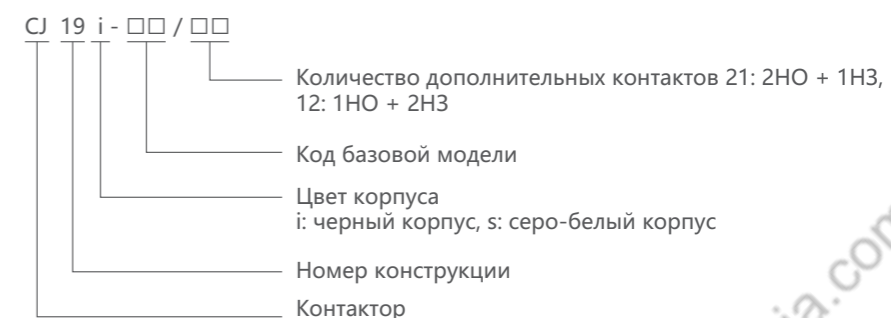 CJ 19 i - □□ / □□
Количество дополнительных контактов 21: 2НО + 1НЗ,
12: 1НО + 2НЗ
Код базовой модели
Цвет корпуса
i: черный корпус, s: серо-белый корпус
Номер конструкции
Контактор